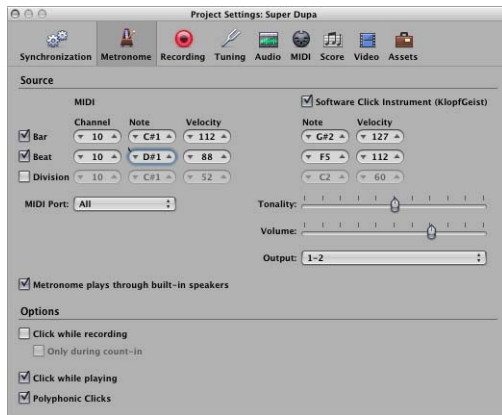 Project Settings: Super Dupa
Synchronization Metronome Recording Tuning Audio MIDI Score Video Assets
Source
MIDI
Software Click Instrument (KlopfGeist)
Channel Note Velocity Note Velocity
Bar 10 C#1 112 G#2 127
Beat 10 D#1 88 F5 112
Division 10 C#1 52 C2 60
MIDI Port: All Tonality:
Volume:
Output: 1-2
Metronome plays through built-in speakers
Options
Click while recording
Only during count-in
Click while playing
Polyphonic Clicks